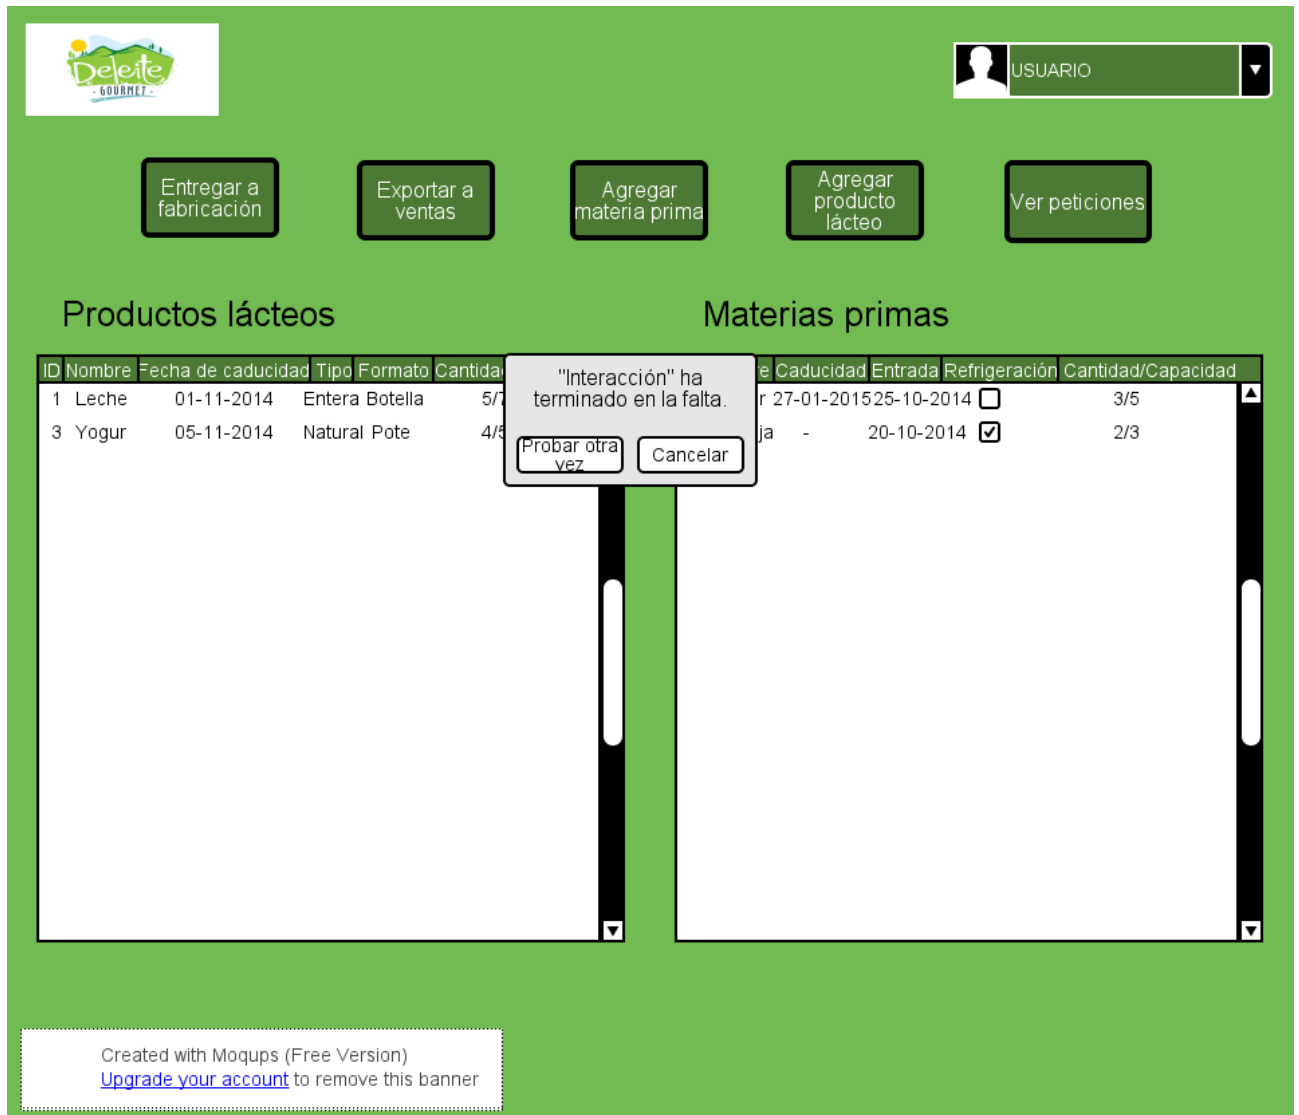 Deleite
- GOURMET -
USUARIO
Entregar a
fabricación
Exportar a
ventas
Agregar
materia prima
Agregar
producto
lácteo
Ver peticiones
Productos lácteos
Materias primas
ID Nombre Fecha de caducidad Tipo Formato
Caducidad Entrada Refrigeración Cantidad/Capacidad
1 Leche 01-11-2014 Entera Botella
27-01-2015 25-10-2014 3/5
3 Yogur 05-11-2014 Natural Pote
- 20-10-2014 2/3
"Interacción" ha
terminado en la falta.
Probar otra
vez
Cancelar
Created with Moqups (Free Version)
Upgrade your account to remove this banner